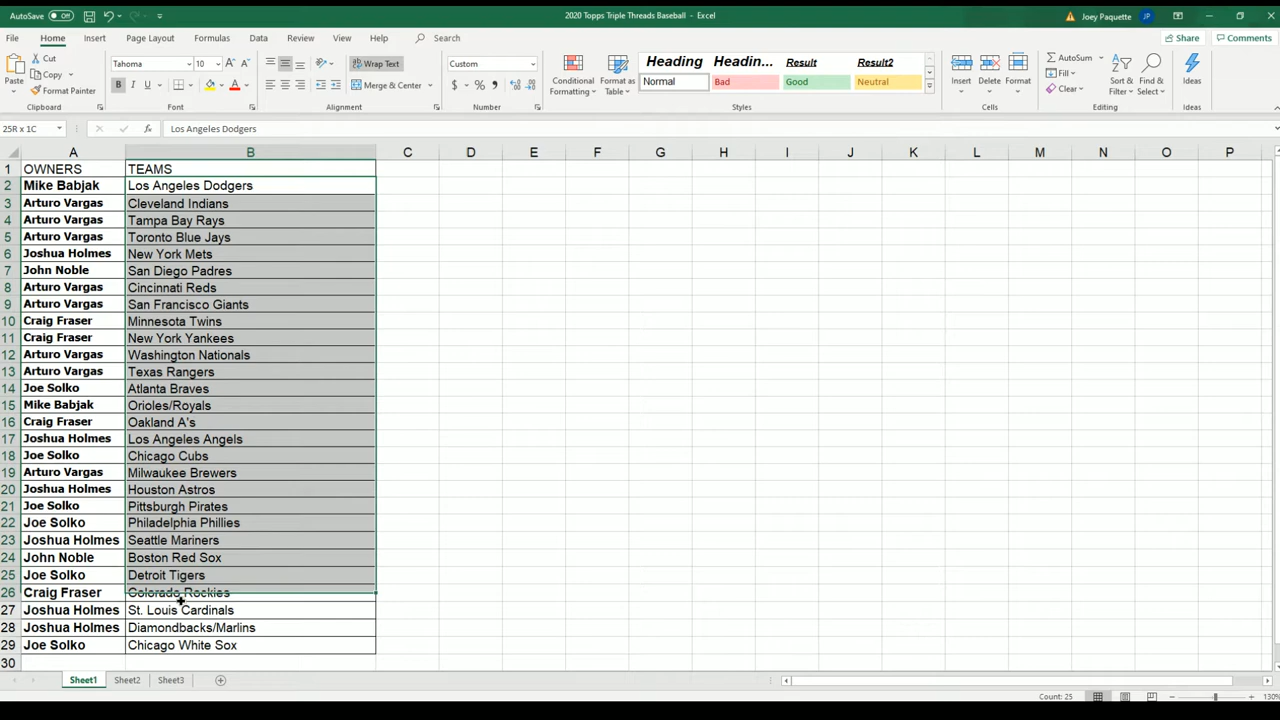 AutoSave Off 2020 Topps Triple Threads Baseball - Excel Joey Paquette JP
File Home Insert Page Layout Formulas Data Review View Help Search Share Comments
Paste Cut Copy Format Painter Clipboard
Tahoma 10 A A B I U A Font
Wrap Text Merge & Center Alignment
Custom $ % , Number
Conditional Formatting Format as Table
Heading Headin... Result Result2
Normal Bad Good Neutral
Styles
Insert Delete Format Cells
AutoSum Fill Clear Sort & Filter Find & Select Editing
Ideas Ideas
25R x 1C fx Los Angeles Dodgers
A B C D E F G H I J K L M N O P
1 OWNERS TEAMS
2 Mike Babjak Los Angeles Dodgers
3 Arturo Vargas Cleveland Indians
4 Arturo Vargas Tampa Bay Rays
5 Arturo Vargas Toronto Blue Jays
6 Joshua Holmes New York Mets
7 John Noble San Diego Padres
8 Arturo Vargas Cincinnati Reds
9 Arturo Vargas San Francisco Giants
10 Craig Fraser Minnesota Twins
11 Craig Fraser New York Yankees
12 Arturo Vargas Washington Nationals
13 Arturo Vargas Texas Rangers
14 Joe Solko Atlanta Braves
15 Mike Babjak Orioles/Royals
16 Craig Fraser Oakland A's
17 Joshua Holmes Los Angeles Angels
18 Joe Solko Chicago Cubs
19 Arturo Vargas Milwaukee Brewers
20 Joshua Holmes Houston Astros
21 Joe Solko Pittsburgh Pirates
22 Joe Solko Philadelphia Phillies
23 Joshua Holmes Seattle Mariners
24 John Noble Boston Red Sox
25 Joe Solko Detroit Tigers
26 Craig Fraser Colorado Rockies
27 Joshua Holmes St. Louis Cardinals
28 Joshua Holmes Diamondbacks/Marlins
29 Joe Solko Chicago White Sox
30
Sheet1 Sheet2 Sheet3
Count: 25 130%